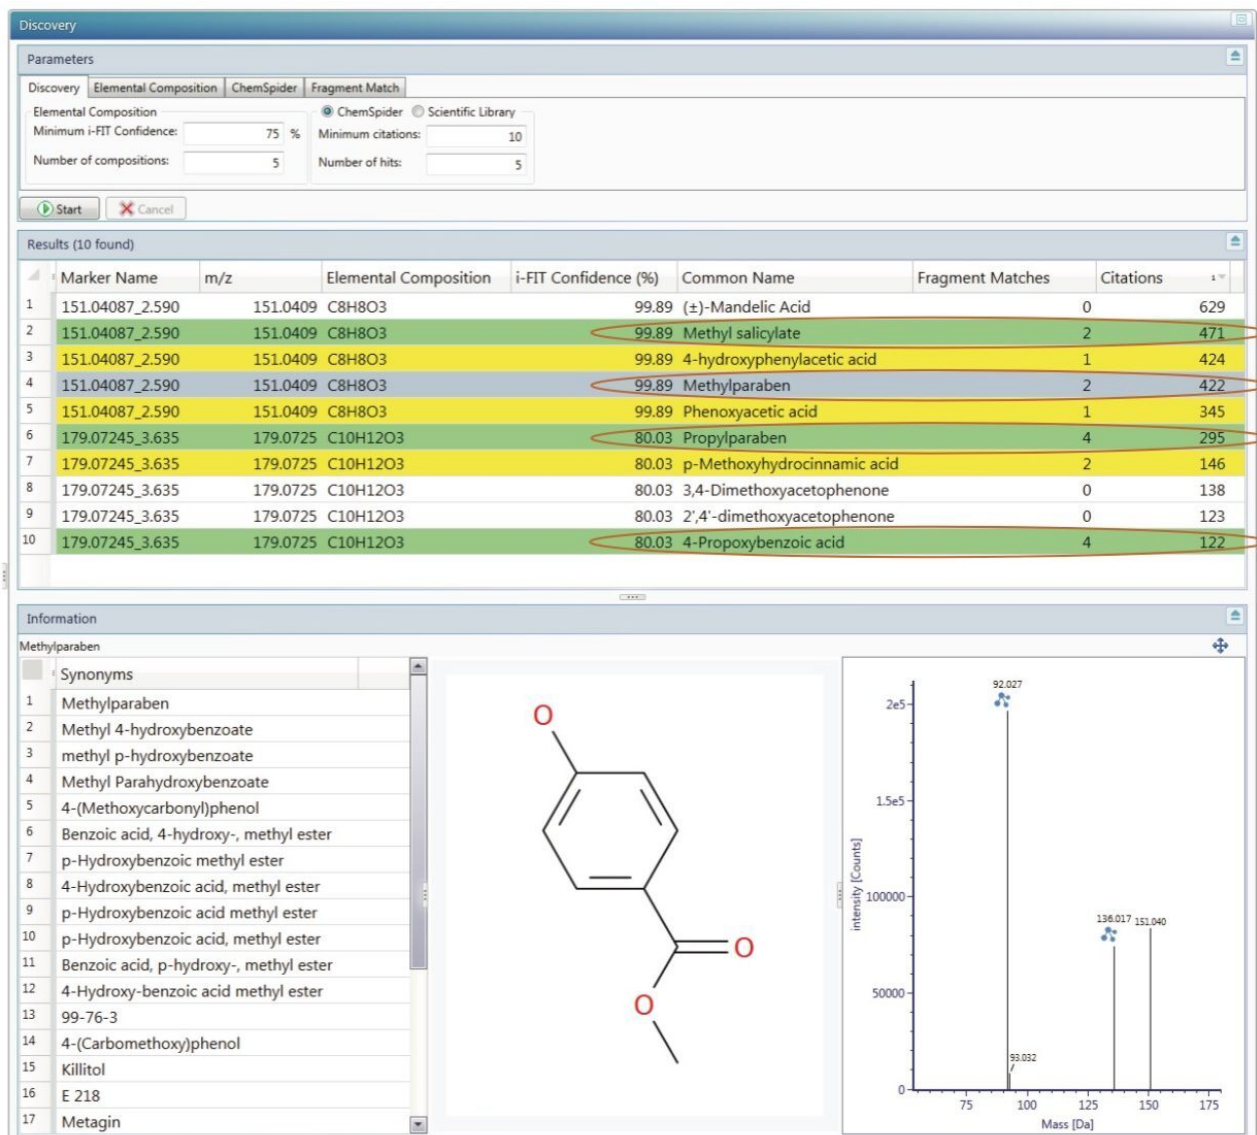 Discovery
Parameters
Discovery Elemental Composition ChemSpider Fragment Match
Elemental Composition ChemSpider Scientific Library
Minimum i-FIT Confidence: 75 % Minimum citations: 10
Number of compositions: 5 Number of hits: 5
Start Cancel
Results (10 found)
Marker Name m/z Elemental Composition i-FIT Confidence (%) Common Name Fragment Matches Citations 1
1 151.04087_2.590 151.0409 C8H8O3 99.89 (±)-Mandelic Acid 0 629
2 151.04087_2.590 151.0409 C8H8O3 99.89 Methyl salicylate 2 471
3 151.04087_2.590 151.0409 C8H8O3 99.89 4-hydroxyphenylacetic acid 1 424
4 151.04087_2.590 151.0409 C8H8O3 99.89 Methylparaben 2 422
5 151.04087_2.590 151.0409 C8H8O3 99.89 Phenoxyacetic acid 1 345
6 179.07245_3.635 179.0725 C10H12O3 80.03 Propylparaben 4 295
7 179.07245_3.635 179.0725 C10H12O3 80.03 p-Methoxyhydrocinnamic acid 2 146
8 179.07245_3.635 179.0725 C10H12O3 80.03 3,4-Dimethoxyacetophenone 0 138
9 179.07245_3.635 179.0725 C10H12O3 80.03 2',4'-dimethoxyacetophenone 0 123
10 179.07245_3.635 179.0725 C10H12O3 80.03 4-Propoxybenzoic acid 4 122
Information
Methylparaben
Synonyms
1 Methylparaben
2 Methyl 4-hydroxybenzoate
3 methyl p-hydroxybenzoate
4 Methyl Parahydroxybenzoate
5 4-(Methoxycarbonyl)phenol
6 Benzoic acid, 4-hydroxy-, methyl ester
7 p-Hydroxybenzoic methyl ester
8 4-Hydroxybenzoic acid, methyl ester
9 p-Hydroxybenzoic acid methyl ester
10 p-Hydroxybenzoic acid, methyl ester
11 Benzoic acid, p-hydroxy-, methyl ester
12 4-Hydroxy-benzoic acid methyl ester
13 99-76-3
14 4-(Carbomethoxy)phenol
15 Killitol
16 E 218
17 Metagin
O
O
O
92.027
2e5
1.5e5
intensity [Counts]
100000
136.017 151.040
50000
93.032
0
75 100 125 150 175
Mass [Da]